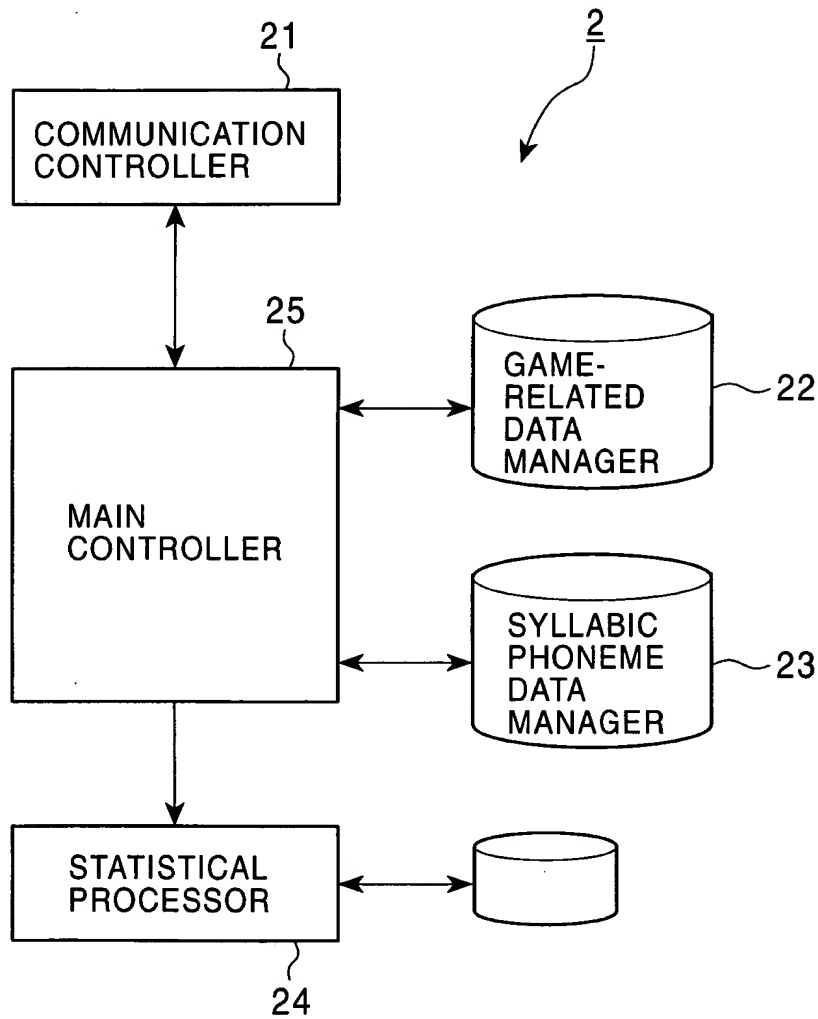 2
21
COMMUNICATION
CONTROLLER
25
MAIN
CONTROLLER
GAME-
RELATED
DATA
MANAGER
22
SYLLABIC
PHONEME
DATA
MANAGER
23
STATISTICAL
PROCESSOR
24